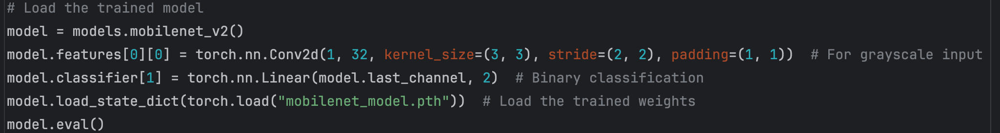 # Load the trained model
model = models.mobilenet_v2()
model.features[0][0] = torch.nn.Conv2d(1, 32, kernel_size=(3, 3), stride=(2, 2), padding=(1, 1))  # For grayscale input
model.classifier[1] = torch.nn.Linear(model.last_channel, 2)  # Binary classification
model.load_state_dict(torch.load("mobilenet_model.pth"))  # Load the trained weights
model.eval()